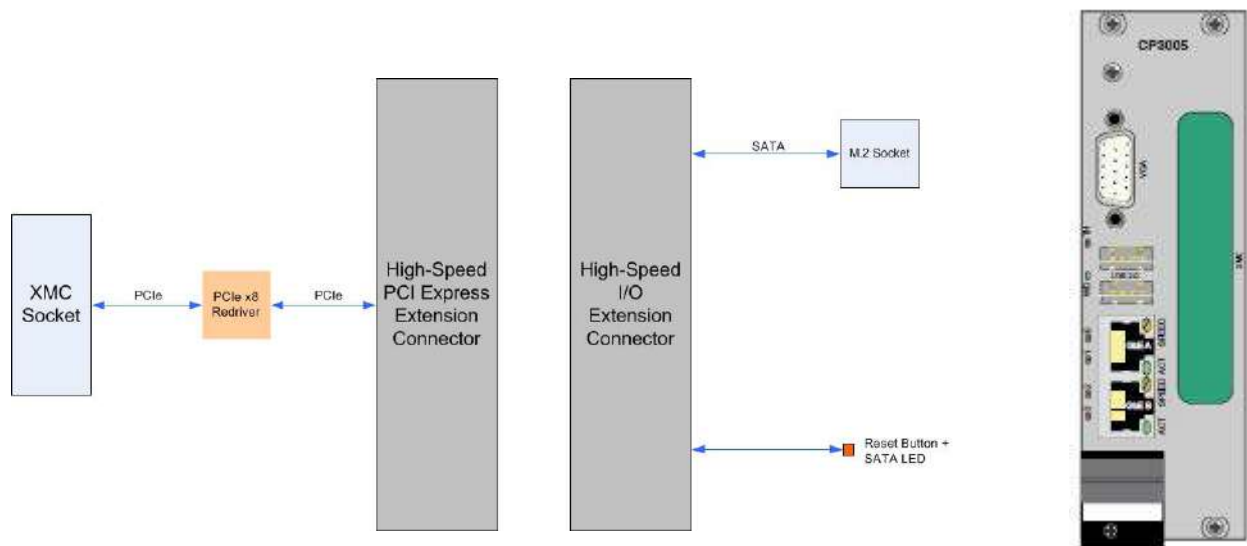 XMC
Socket
PCIe
PCIe x8
Redriver
PCIe
High-Speed
PCI Express
Extension
Connector
High-Speed
I/O
Extension
Connector
SATA
M.2 Socket
Reset Button +
SATA LED
CP3005
VGA
XMC
SPEED
ACT
SPEED
ACT